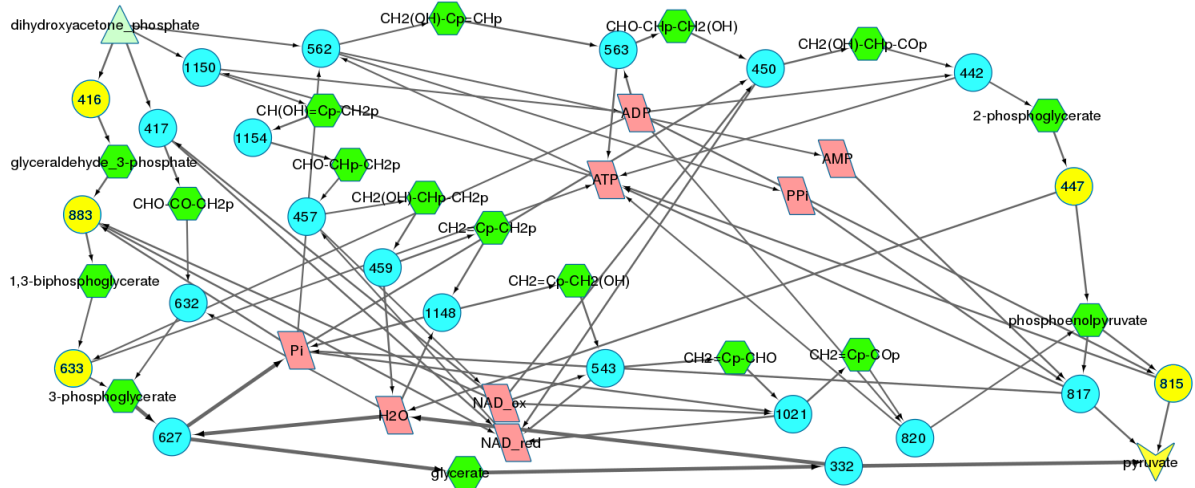 dihydroxyacetone_phosphate
CH2(OH)-Cp=CHp
CHO-CHp-CH2(OH)
CH2(OH)-CHp-COp
562
563
1150
450
442
416
CH(OH)=Cp-CH2p
ADP
2-phosphoglycerate
417
1154
glyceraldehyde_3-phosphate
CHO-CHp-CH2p
AMP
ATP
447
CHO-CO-CH2p
CH2(OH)-CHp-CH2p
PPi
883
457
CH2=Cp-CH2p
459
1,3-biphosphoglycerate
CH2=Cp-CH2(OH)
632
1148
phosphoenolpyruvate
Pi
CH2=Cp-CHO
CH2=Cp-COp
633
543
815
3-phosphoglycerate
817
NAD_ox
H2O
1021
627
NAD_red
820
glycerate
332
pyruvate